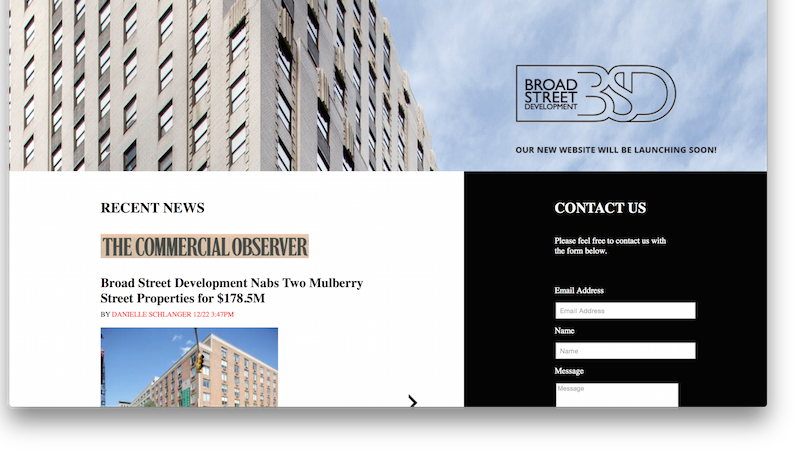 BROAD
STREET
DEVELOPMENT
BSD
OUR NEW WEBSITE WILL BE LAUNCHING SOON!
RECENT NEWS
THE COMMERCIAL OBSERVER
Broad Street Development Nabs Two Mulberry
Street Properties for $178.5M
BY DANIELLE SCHLANGER 12/22 3:47PM
CONTACT US
Please feel free to contact us with
the form below.
Email Address
Email Address
Name
Name
Message
Message